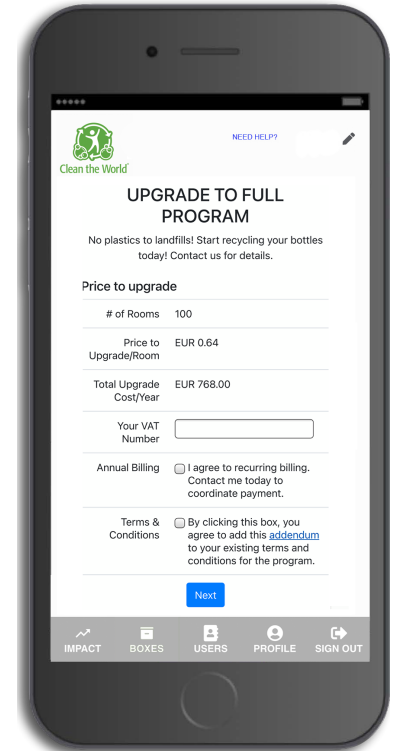 Clean the World
NEED HELP?
UPGRADE TO FULL
PROGRAM
No plastics to landfills! Start recycling your bottles
today! Contact us for details.
Price to upgrade
# of Rooms 100
Price to EUR 0.64
Upgrade/Room
Total Upgrade EUR 768.00
Cost/Year
Your VAT
Number
Annual Billing I agree to recurring billing.
Contact me today to
coordinate payment.
Terms & By clicking this box, you
Conditions agree to add this addendum
to your existing terms and
conditions for the program.
Next
IMPACT BOXES USERS PROFILE SIGN OUT